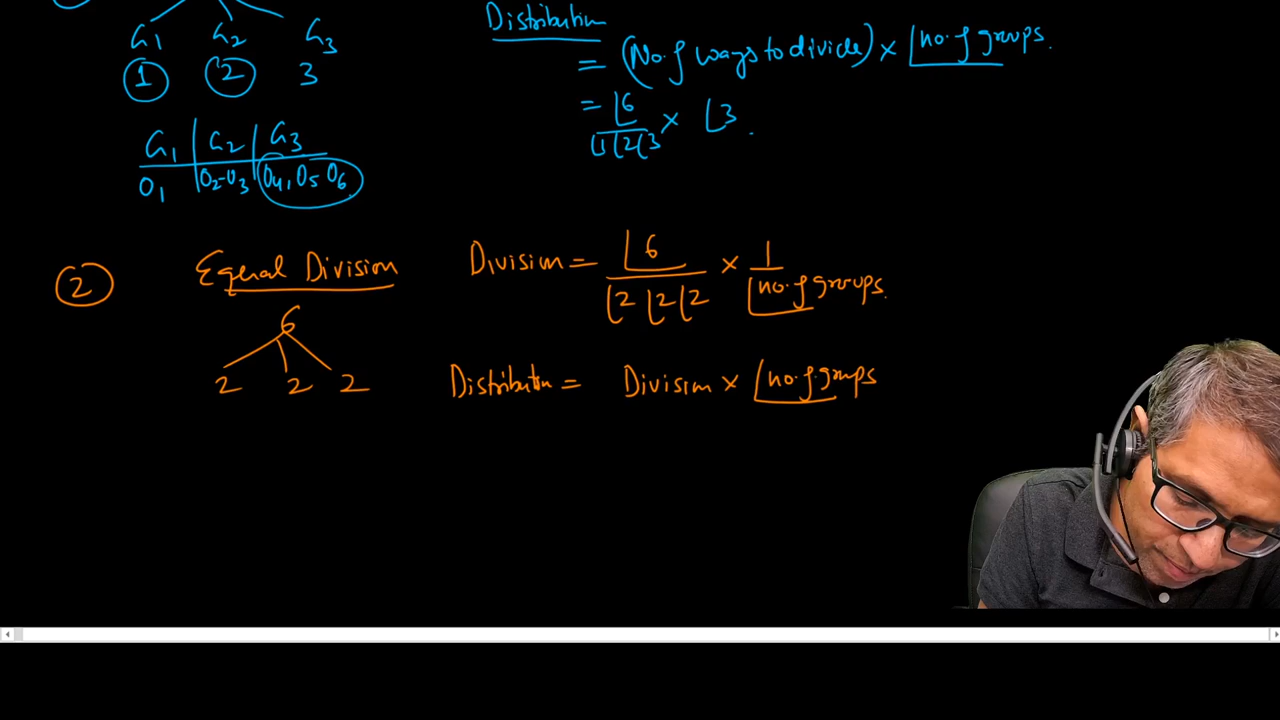 G1 G2 G3
1 2 3
Distribution
= (No. of ways to divide) × |no. of groups.
= |6 / |1 |2 |3 × |3.
G1 | G2 | G3
O1 | O2-O3 | O4, O5 O6
2 Equal Division
6
2 2 2
Division = |6 / |2 |2 |2 × 1 / |no. of groups.
Distribution = Division × |no. of groups